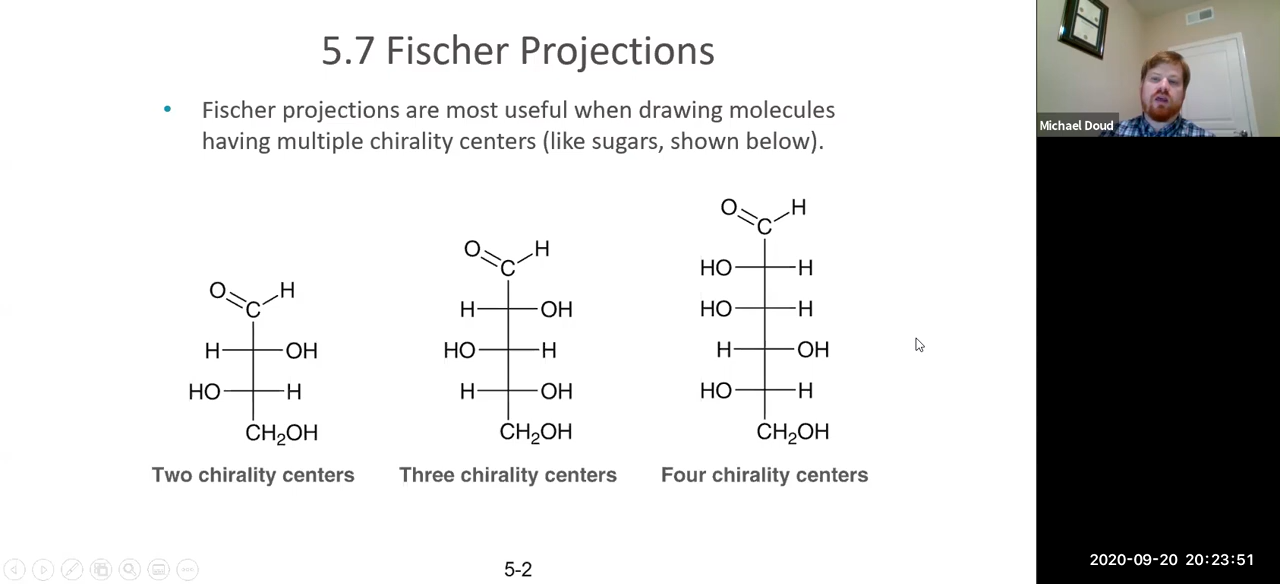 5.7 Fischer Projections
• Fischer projections are most useful when drawing molecules
having multiple chirality centers (like sugars, shown below).
O H
C
H OH
HO H
CH₂OH
Two chirality centers
O H
C
H OH
HO H
H OH
CH₂OH
Three chirality centers
O H
C
HO H
HO H
H OH
HO H
CH₂OH
Four chirality centers
5-2
Michael Doud
2020-09-20 20:23:51